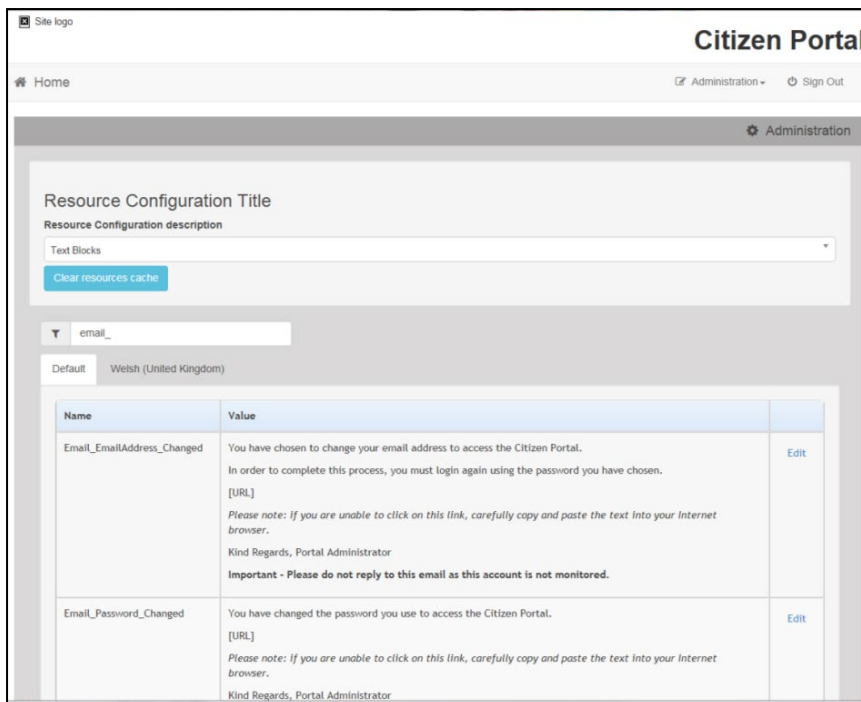 Site logo
Citizen Portal
Home
Administration
Sign Out
Administration
Resource Configuration Title
Resource Configuration description
Text Blocks
Clear resources cache
email_
Default
Welsh (United Kingdom)
Name
Value
Email_EmailAddress_Changed
You have chosen to change your email address to access the Citizen Portal.
Edit
In order to complete this process, you must login again using the password you have chosen.
[URL]
Please note: if you are unable to click on this link, carefully copy and paste the text into your Internet
browser.
Kind Regards, Portal Administrator
Important - Please do not reply to this email as this account is not monitored.
Email_Password_Changed
You have changed the password you use to access the Citizen Portal.
Edit
[URL]
Please note: if you are unable to click on this link, carefully copy and paste the text into your Internet
browser.
Kind Regards, Portal Administrator